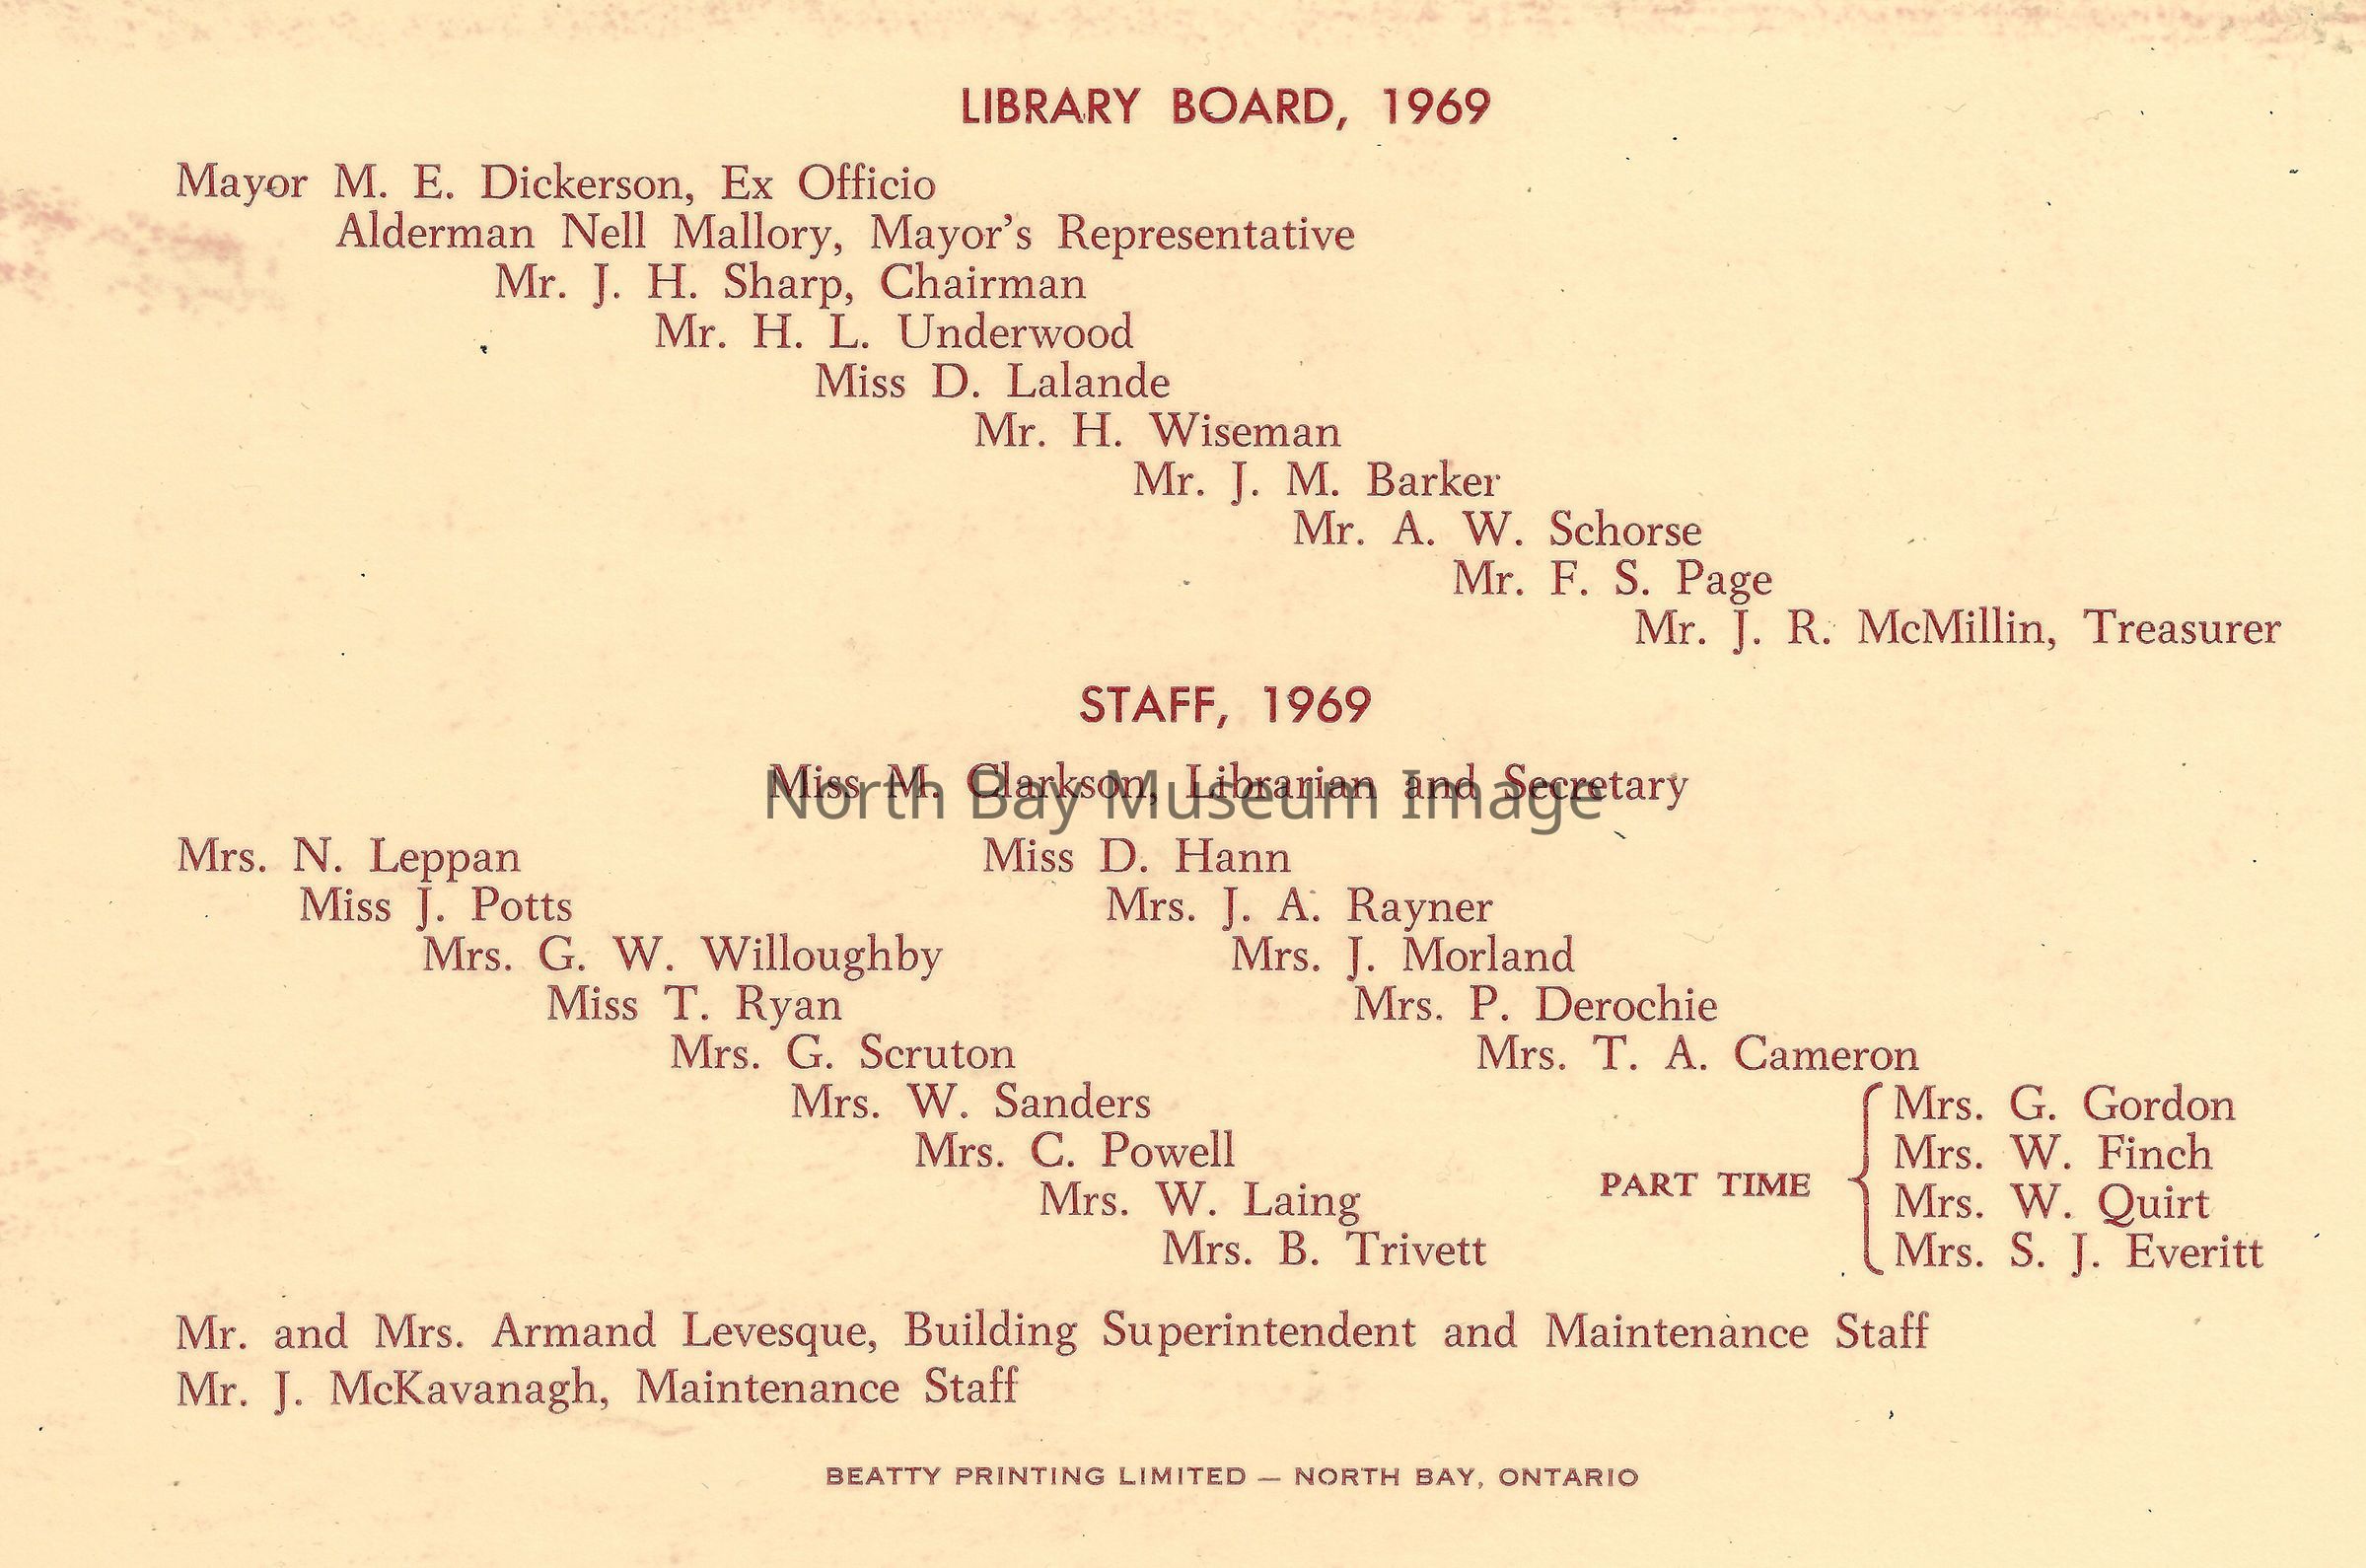 LIBRARY BOARD, 1969
Mayor M. E. Dickerson, Ex Officio
Alderman Nell Mallory, Mayor's Representative
Mr. J. H. Sharp, Chairman
Mr. H. L. Underwood
Miss D. Lalande
Mr. H. Wiseman
Mr. J. M. Barker
Mr. A. W. Schorse
Mr. F. S. Page
Mr. J. R. McMillin, Treasurer
STAFF, 1969
Miss M. Clarkson, Librarian and Secretary
North Bay Museum Image
Mrs. N. Leppan
Miss J. Potts
Mrs. G. W. Willoughby
Miss T. Ryan
Mrs. G. Scruton
Mrs. W. Sanders
Mrs. C. Powell
Mrs. W. Laing
Mrs. B. Trivett
Miss D. Hann
Mrs. J. A. Rayner
Mrs. J. Morland
Mrs. P. Derochie
Mrs. T. A. Cameron
PART TIME
Mrs. G. Gordon
Mrs. W. Finch
Mrs. W. Quirt
Mrs. S. J. Everitt
Mr. and Mrs. Armand Levesque, Building Superintendent and Maintenance Staff
Mr. J. McKavanagh, Maintenance Staff
BEATTY PRINTING LIMITED — NORTH BAY, ONTARIO